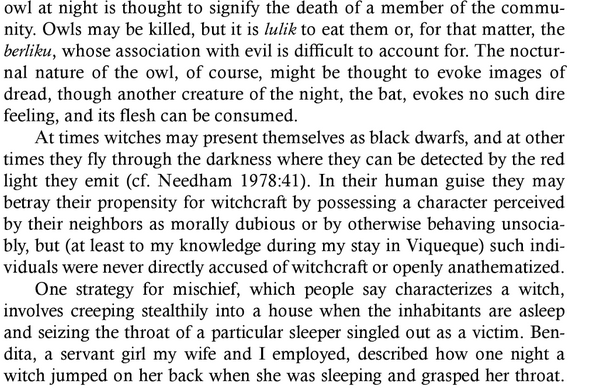 owl at night is thought to signify the death of a member of the commu-
nity. Owls may be killed, but it is lulik to eat them or, for that matter, the
berliku, whose association with evil is difficult to account for. The noctur-
nal nature of the owl, of course, might be thought to evoke images of
dread, though another creature of the night, the bat, evokes no such dire
feeling, and its flesh can be consumed.
At times witches may present themselves as black dwarfs, and at other
times they fly through the darkness where they can be detected by the red
light they emit (cf. Needham 1978:41). In their human guise they may
betray their propensity for witchcraft by possessing a character perceived
by their neighbors as morally dubious or by otherwise behaving unsocia-
bly, but (at least to my knowledge during my stay in Viqueque) such indi-
viduals were never directly accused of witchcraft or openly anathematized.
One strategy for mischief, which people say characterizes a witch,
involves creeping stealthily into a house when the inhabitants are asleep
and seizing the throat of a particular sleeper singled out as a victim. Ben-
dita, a servant girl my wife and I employed, described how one night a
witch jumped on her back when she was sleeping and grasped her throat.